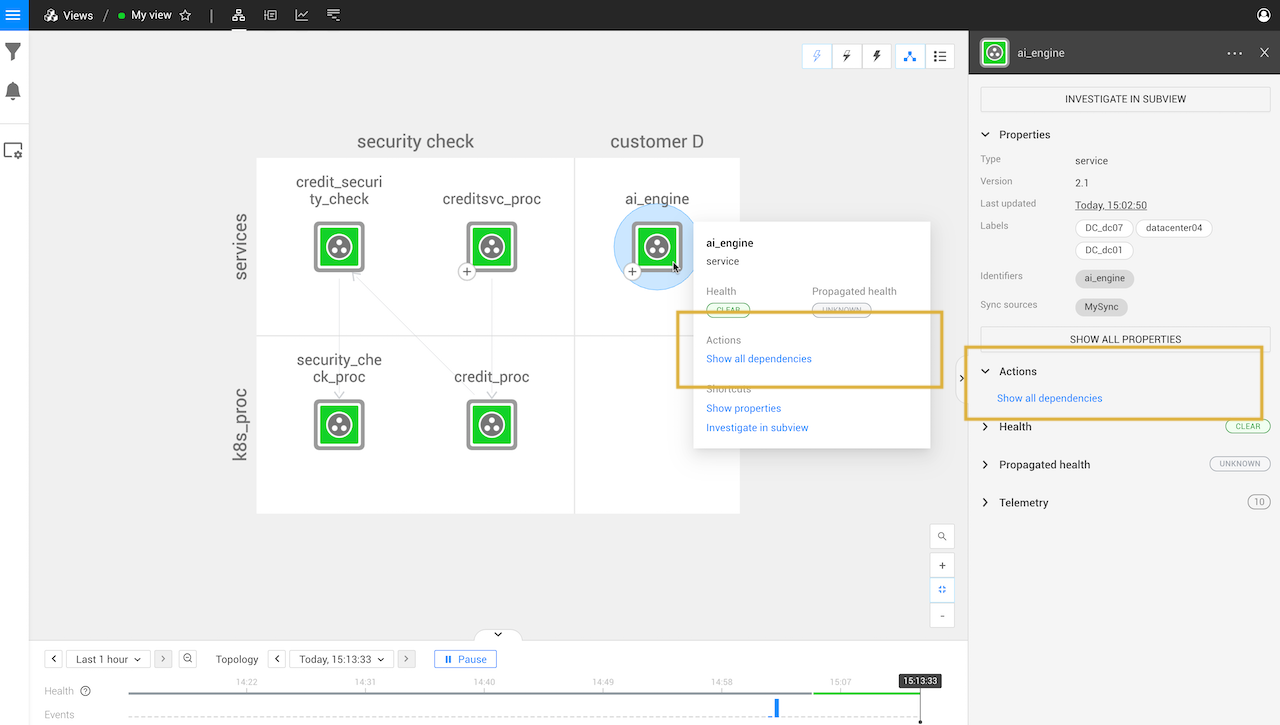 Views / My view
security check
customer D
services
k8s_proc
credit_securi
ty_check
creditsvc_proc
ai_engine
security_che
ck_proc
credit_proc
ai_engine
service
Health
Propagated health
CLEAR
UNKNOWN
Actions
Show all dependencies
Shortcuts
Show properties
Investigate in subview
ai_engine
INVESTIGATE IN SUBVIEW
Properties
Type
service
Version
2.1
Last updated
Today, 15:02:50
Labels
DC_dc07
datacenter04
DC_dc01
Identifiers
ai_engine
Sync sources
MySync
SHOW ALL PROPERTIES
Actions
Show all dependencies
Health
CLEAR
Propagated health
UNKNOWN
Telemetry
10
+
-
Last 1 hour
Topology
Today, 15:13:33
Pause
14:22
14:31
14:40
14:49
14:58
15:07
15:13:33
Health
Events